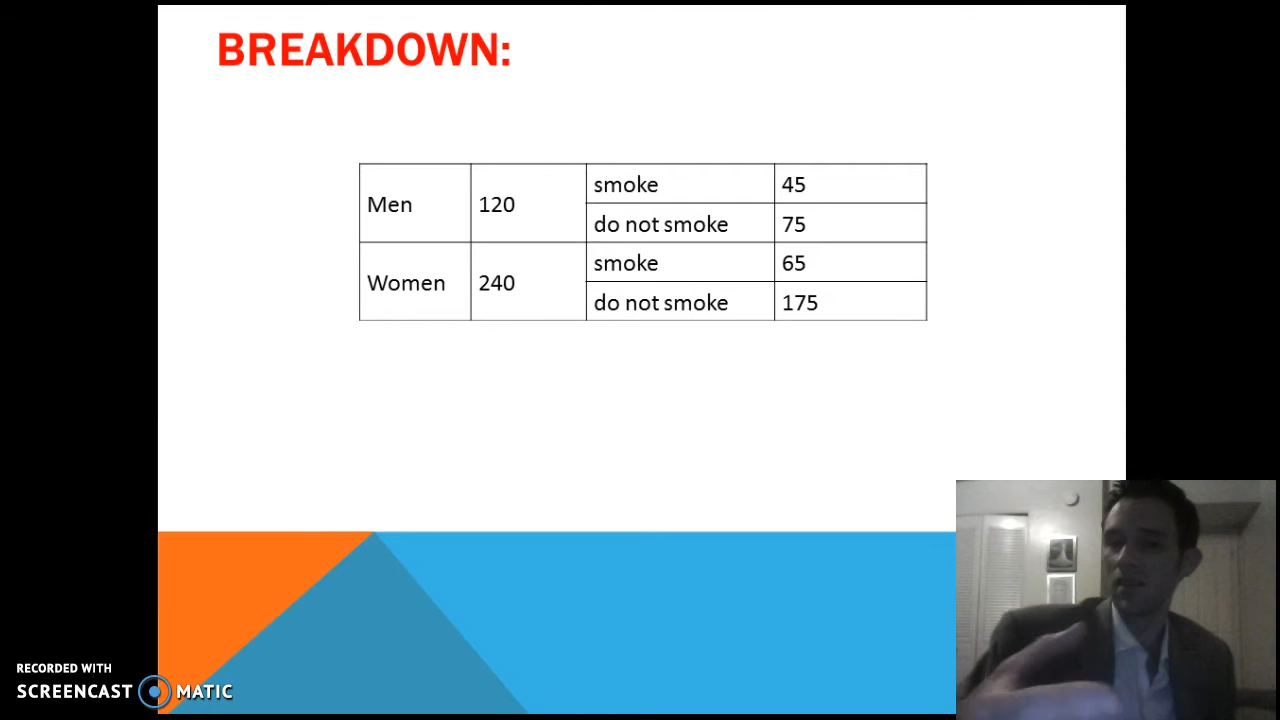 BREAKDOWN:
Men 120 smoke 45
do not smoke 75
Women 240 smoke 65
do not smoke 175
RECORDED WITH
SCREENCAST MATIC